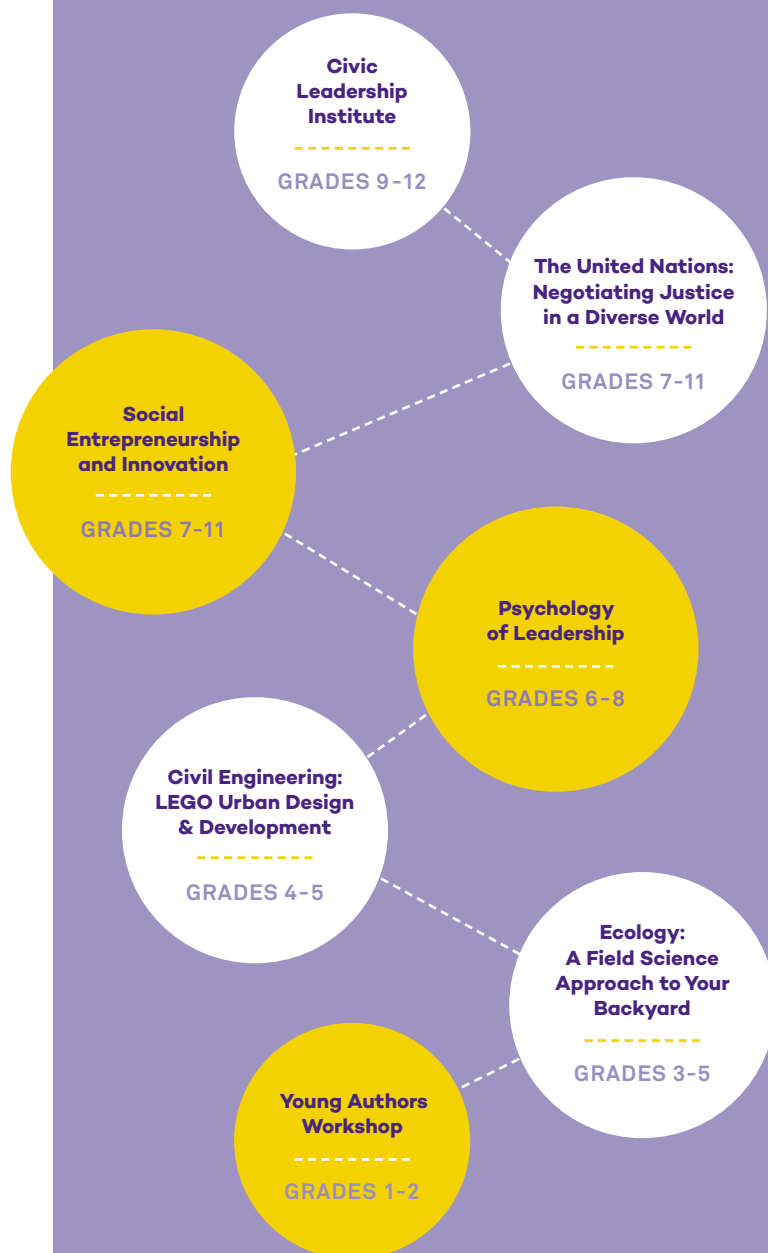 Civic
Leadership
Institute
GRADES 9-12
The United Nations:
Negotiating Justice
in a Diverse World
GRADES 7-11
Social
Entrepreneurship
and Innovation
GRADES 7-11
Psychology
of Leadership
GRADES 6-8
Civil Engineering:
LEGO Urban Design
& Development
GRADES 4-5
Ecology:
A Field Science
Approach to Your
Backyard
GRADES 3-5
Young Authors
Workshop
GRADES 1-2